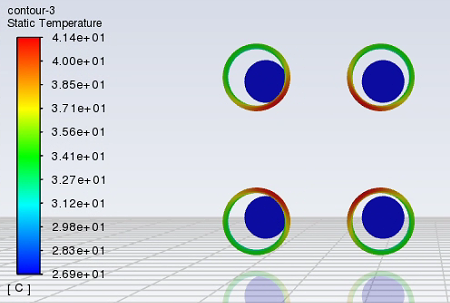 contour-3
Static Temperature
4.14e+01
4.00e+01
3.85e+01
3.71e+01
3.56e+01
3.41e+01
3.27e+01
3.12e+01
2.98e+01
2.83e+01
2.69e+01
[ C ]